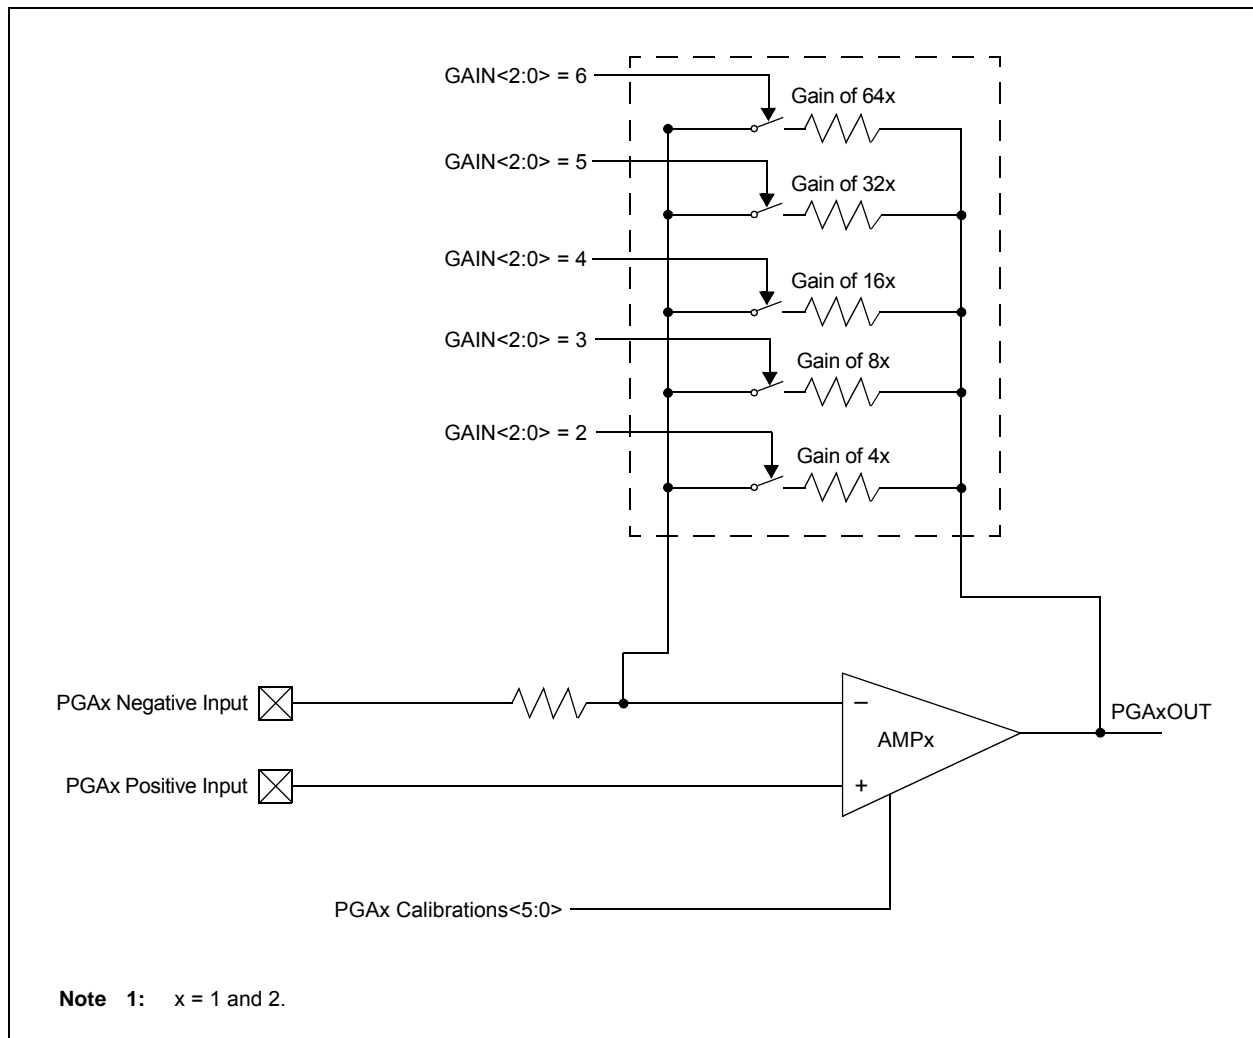 GAIN<2:0> = 6
Gain of 64x
GAIN<2:0> = 5
Gain of 32x
GAIN<2:0> = 4
Gain of 16x
GAIN<2:0> = 3
Gain of 8x
GAIN<2:0> = 2
Gain of 4x
PGAx Negative Input
–
PGAxOUT
AMPx
PGAx Positive Input
+
PGAx Calibrations<5:0>
Note 1: x = 1 and 2.